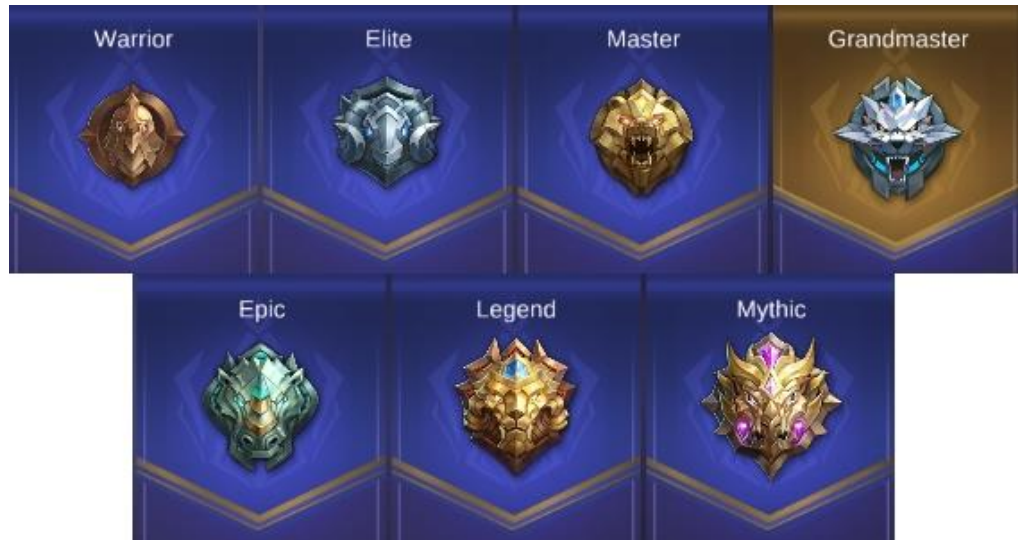 Warrior
Elite
Master
Grandmaster
Epic
Legend
Mythic